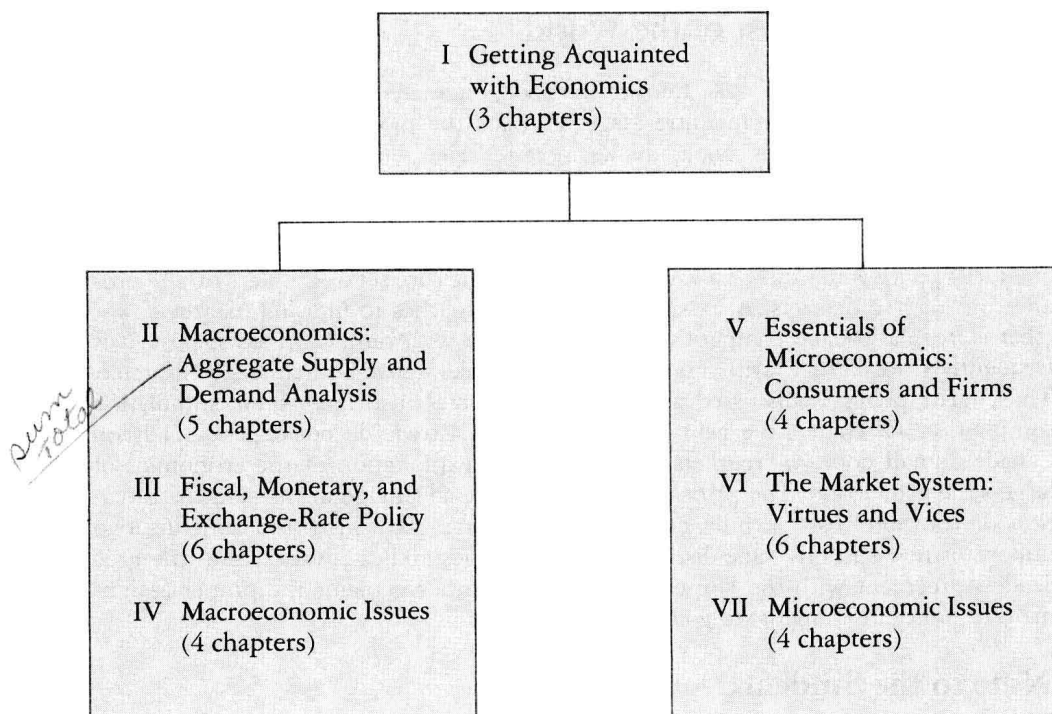 I Getting Acquainted
with Economics
(3 chapters)
II Macroeconomics:
Aggregate Supply and
Demand Analysis
(5 chapters)
sum
total
III Fiscal, Monetary, and
Exchange-Rate Policy
(6 chapters)
IV Macroeconomic Issues
(4 chapters)
V Essentials of
Microeconomics:
Consumers and Firms
(4 chapters)
VI The Market System:
Virtues and Vices
(6 chapters)
VII Microeconomic Issues
(4 chapters)